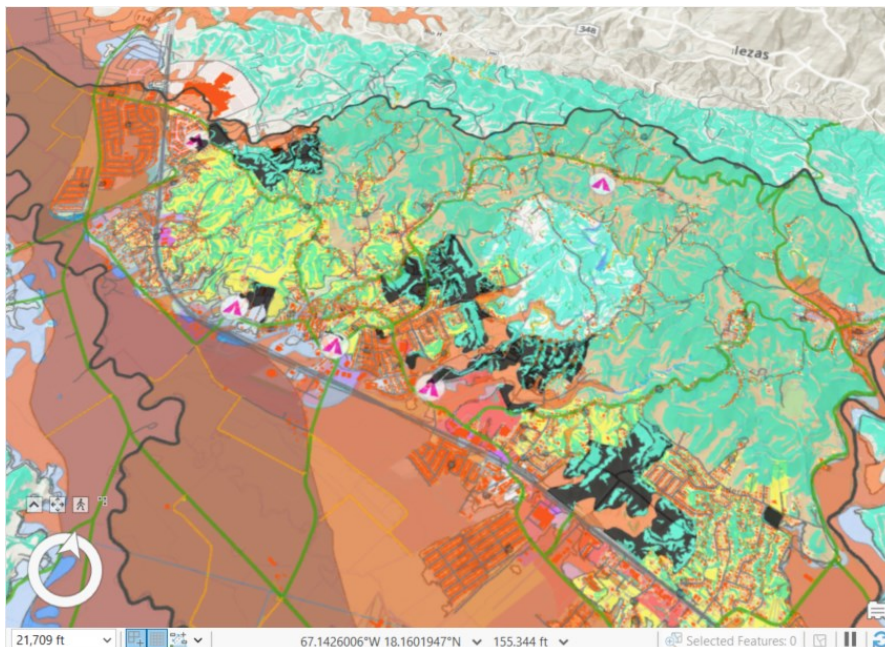 348
lezas
21,709 ft
67.1426006°W 18.1601947°N
155.344 ft
Selected Features: 0